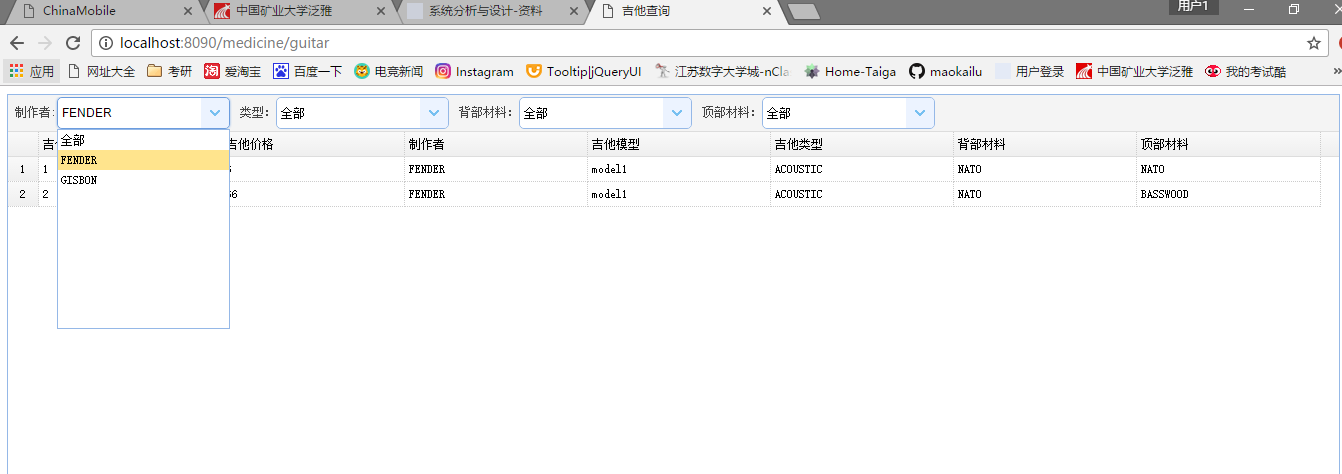 用户1
ChinaMobile 中国矿业大学泛雅 系统分析与设计-资料 吉他查询
localhost:8090/medicine/guitar
应用 网址大全 考研 爱淘宝 百度一下 电竞新闻 Instagram Tooltip|jQueryUI 江苏数字大学城-nCla Home-Taiga maokailu 用户登录 中国矿业大学泛雅 我的考试酷 »
制作者: FENDER 类型: 全部 背部材料: 全部 顶部材料: 全部
全部
FENDER
GISBON
吉他价格 制作者 吉他模型 吉他类型 背部材料 顶部材料
1 1 FENDER model1 ACOUSTIC NATO NATO
2 2 66 FENDER model1 ACOUSTIC NATO BASSWOOD